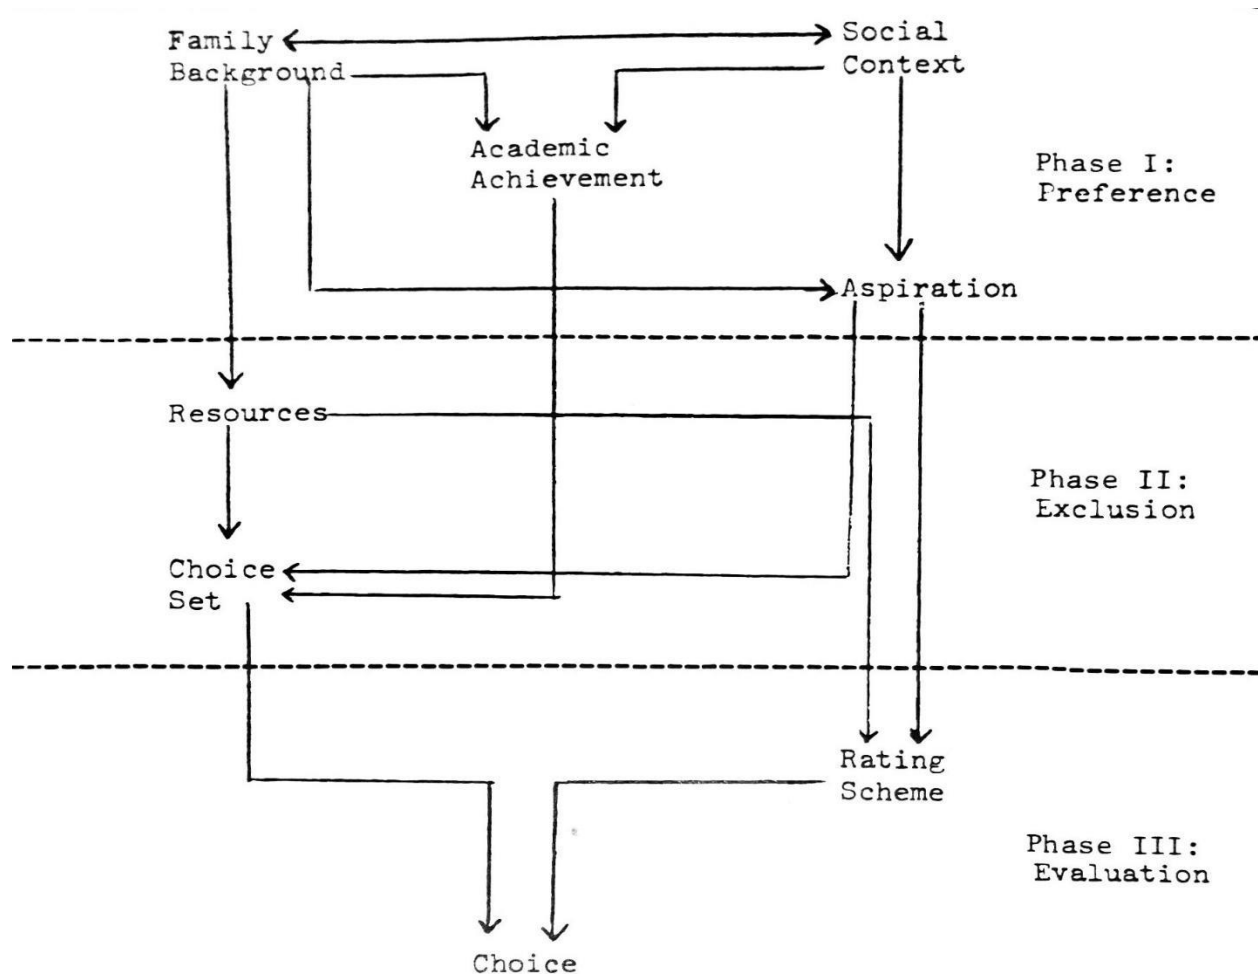 Family
Background
Social
Context
Academic
Achievement
Phase I:
Preference
Aspiration
Resources
Phase II:
Exclusion
Choice
Set
Rating
Scheme
Phase III:
Evaluation
Choice